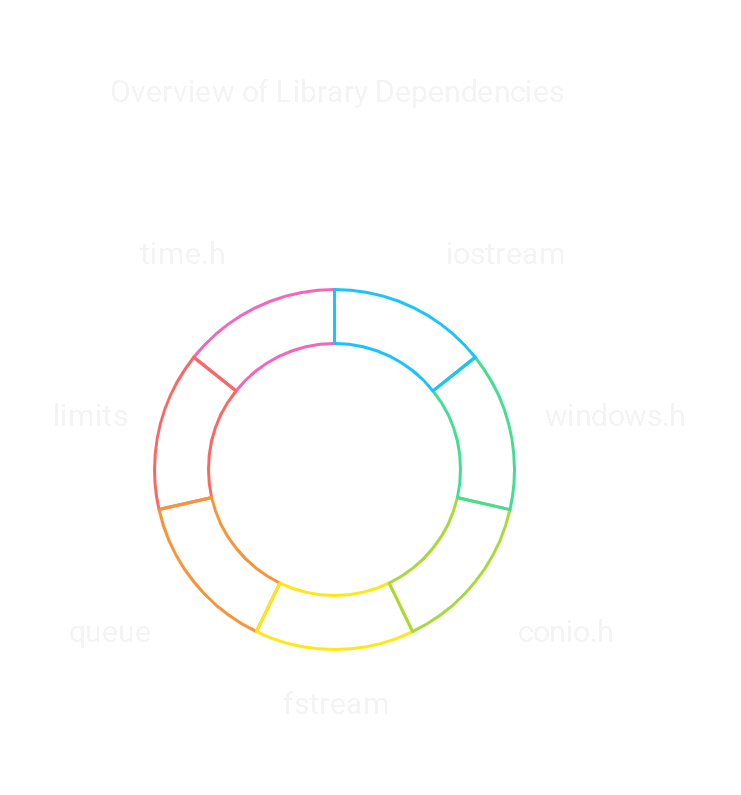 Overview of Library Dependencies
time.h
iostream
limits
windows.h
queue
conio.h
fstream